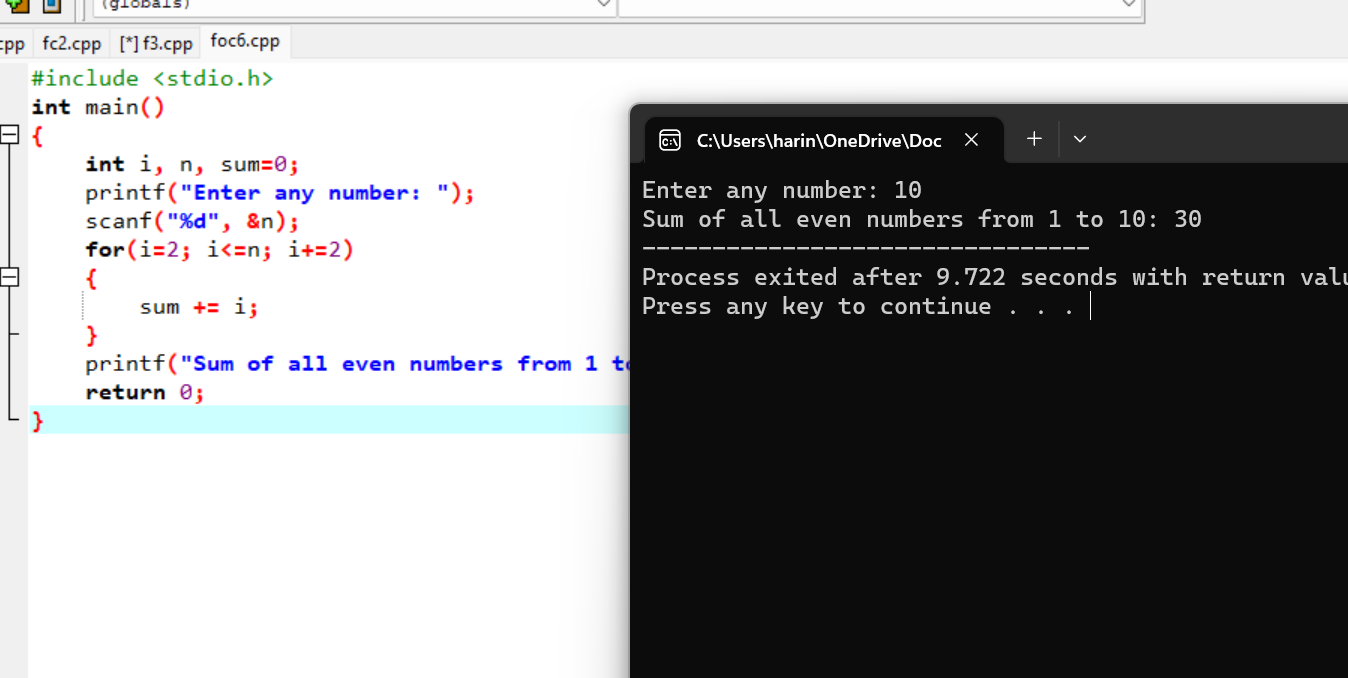 (globals)
cpp fc2.cpp [*] f3.cpp foc6.cpp
#include <stdio.h>
int main()
{
int i, n, sum=0;
printf("Enter any number: ");
scanf("%d", &n);
for(i=2; i<=n; i+=2)
{
sum += i;
}
printf("Sum of all even numbers from 1 to
return 0;
}
C:\Users\harin\OneDrive\Doc
Enter any number: 10
Sum of all even numbers from 1 to 10: 30
--------------------------------
Process exited after 9.722 seconds with return valu
Press any key to continue . . .